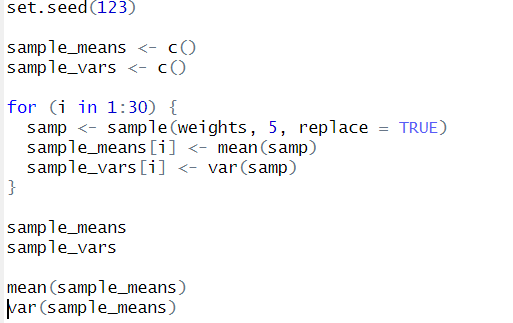 set.seed(123)
sample_means <- c()
sample_vars <- c()
for (i in 1:30) {
  samp <- sample(weights, 5, replace = TRUE)
  sample_means[i] <- mean(samp)
  sample_vars[i] <- var(samp)
}
sample_means
sample_vars
mean(sample_means)
var(sample_means)